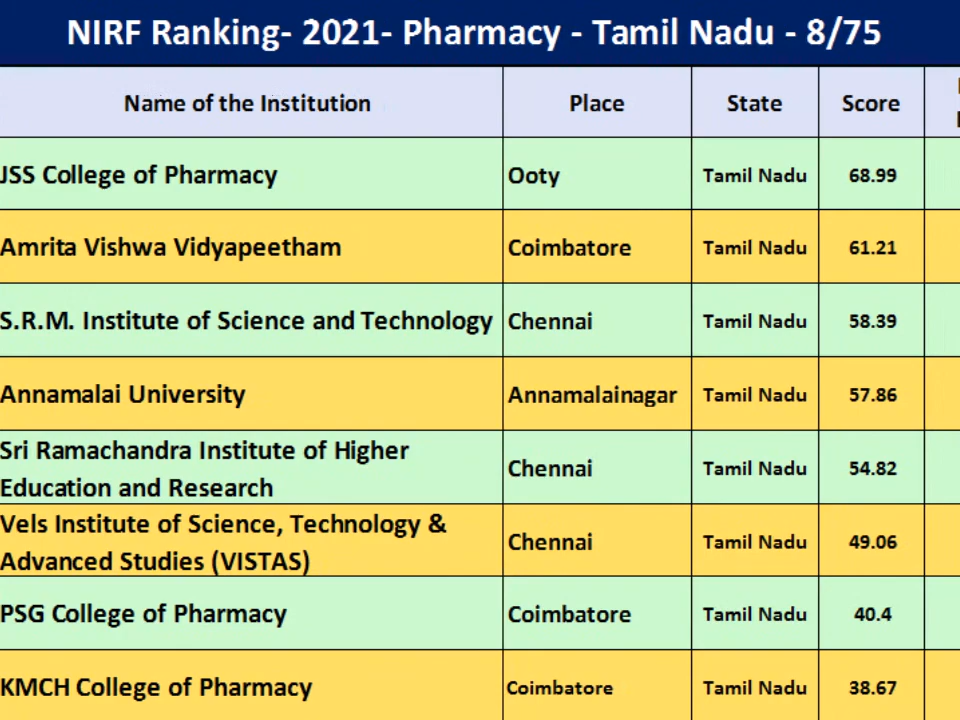 NIRF Ranking- 2021- Pharmacy - Tamil Nadu - 8/75
Name of the Institution Place State Score
JSS College of Pharmacy Ooty Tamil Nadu 68.99
Amrita Vishwa Vidyapeetham Coimbatore Tamil Nadu 61.21
S.R.M. Institute of Science and Technology Chennai Tamil Nadu 58.39
Annamalai University Annamalainagar Tamil Nadu 57.86
Sri Ramachandra Institute of Higher
Education and Research Chennai Tamil Nadu 54.82
Vels Institute of Science, Technology &
Advanced Studies (VISTAS) Chennai Tamil Nadu 49.06
PSG College of Pharmacy Coimbatore Tamil Nadu 40.4
KMCH College of Pharmacy Coimbatore Tamil Nadu 38.67